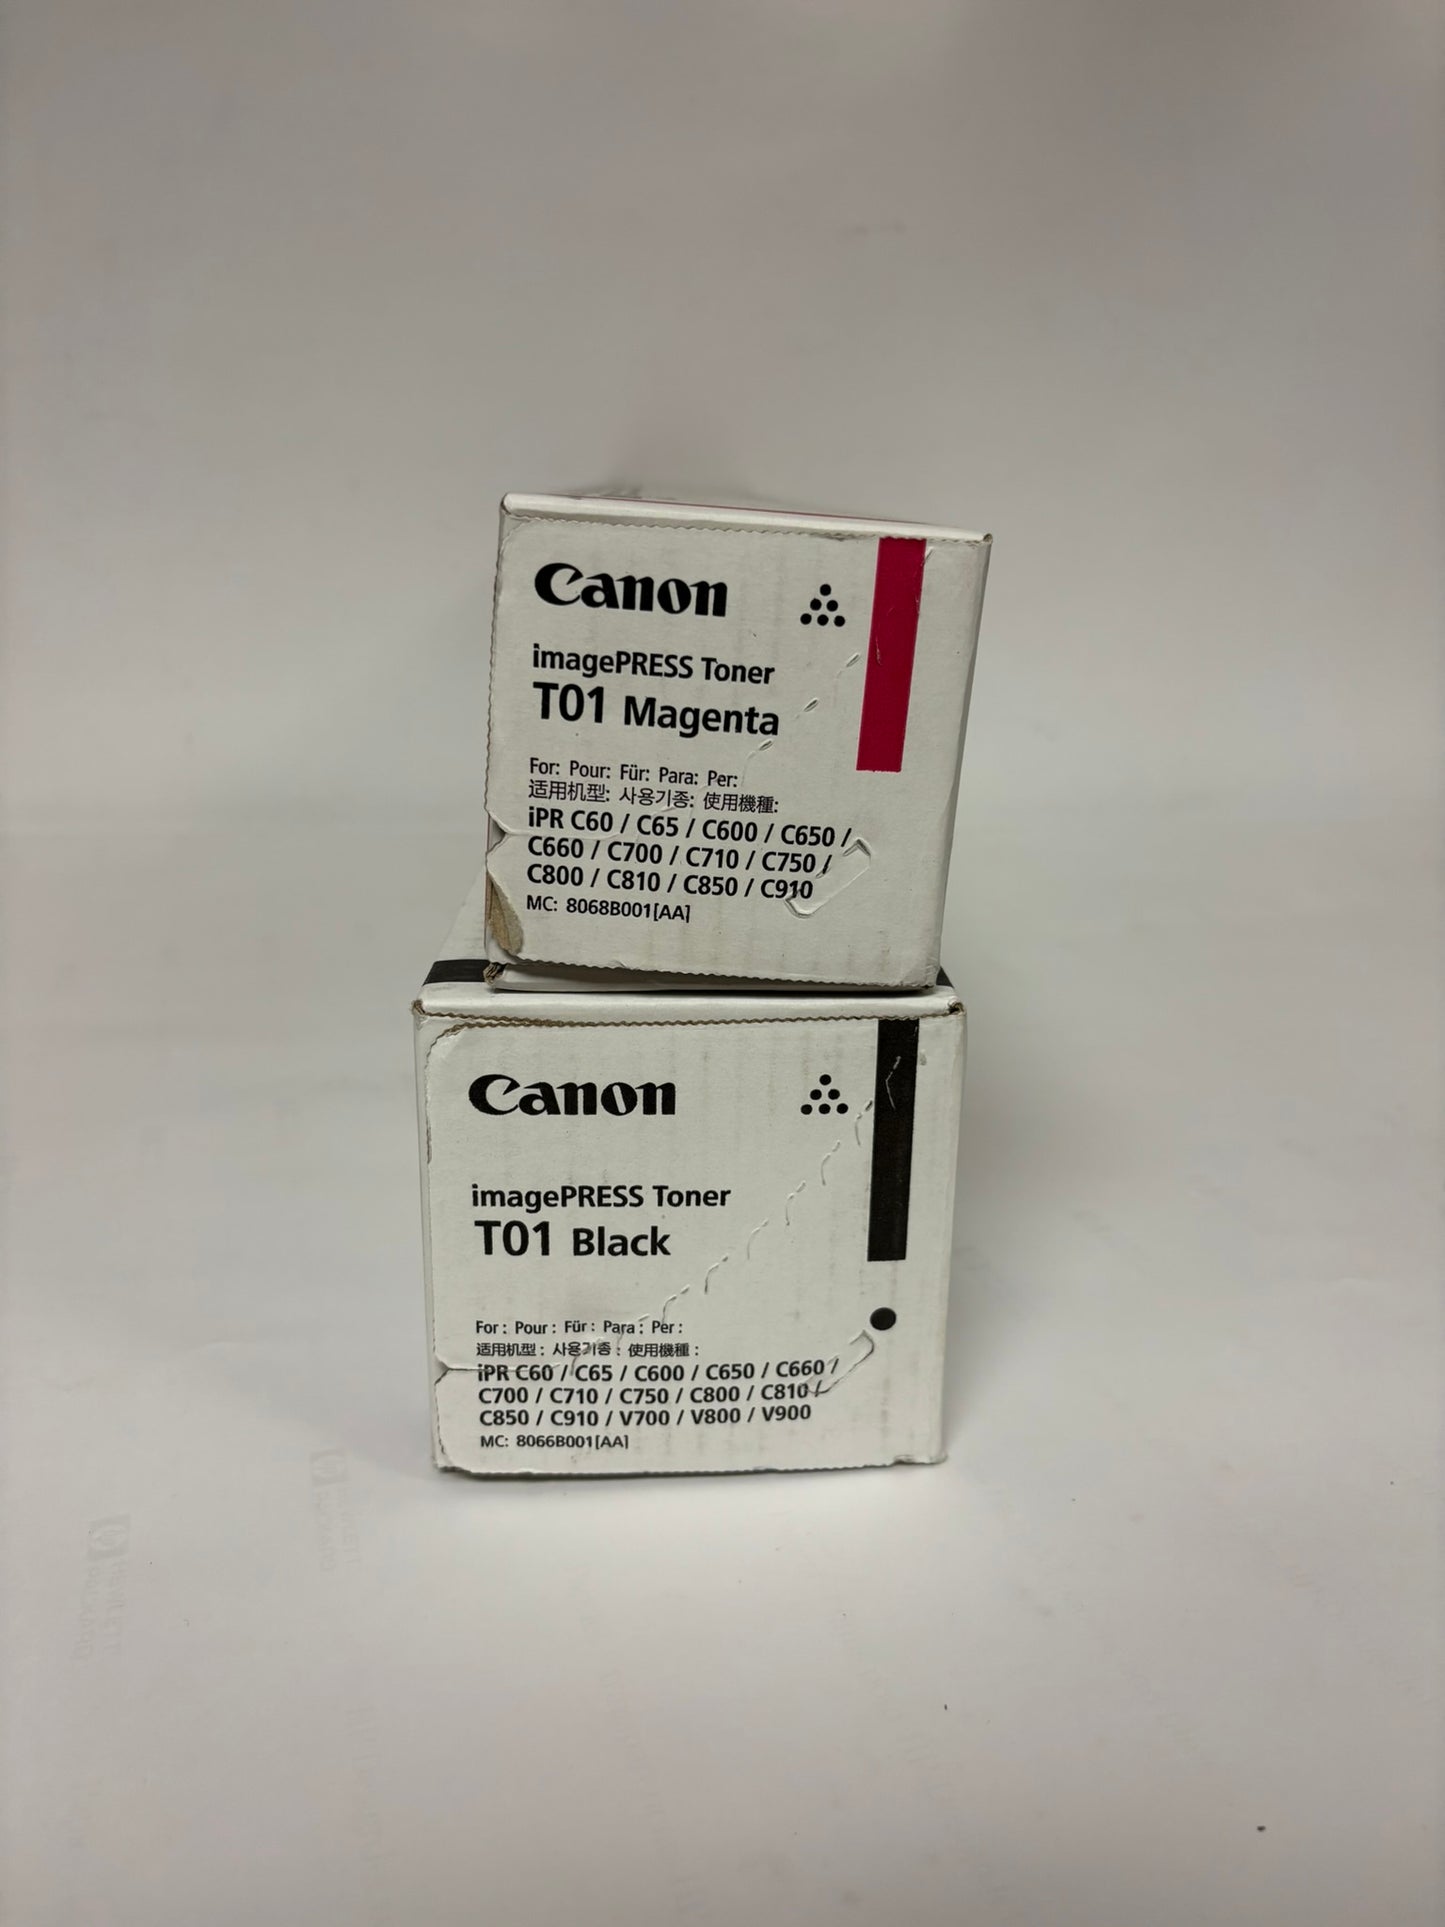 Canon
imagePRESS Toner
T01 Magenta
For: Pour: Für: Para: Per:
适用机型: 사용기종: 使用機種:
iPR C60 / C65 / C600 / C650 /
C660 / C700 / C710 / C750 /
C800 / C810 / C850 / C910
MC: 8068B001[AA]
Canon
imagePRESS Toner
T01 Black
For : Pour : Für : Para : Per :
适用机型 : 사용기종 : 使用機種 :
iPR C60 / C65 / C600 / C650 / C660 /
C700 / C710 / C750 / C800 / C810 /
C850 / C910 / V700 / V800 / V900
MC: 8066B001[AA]